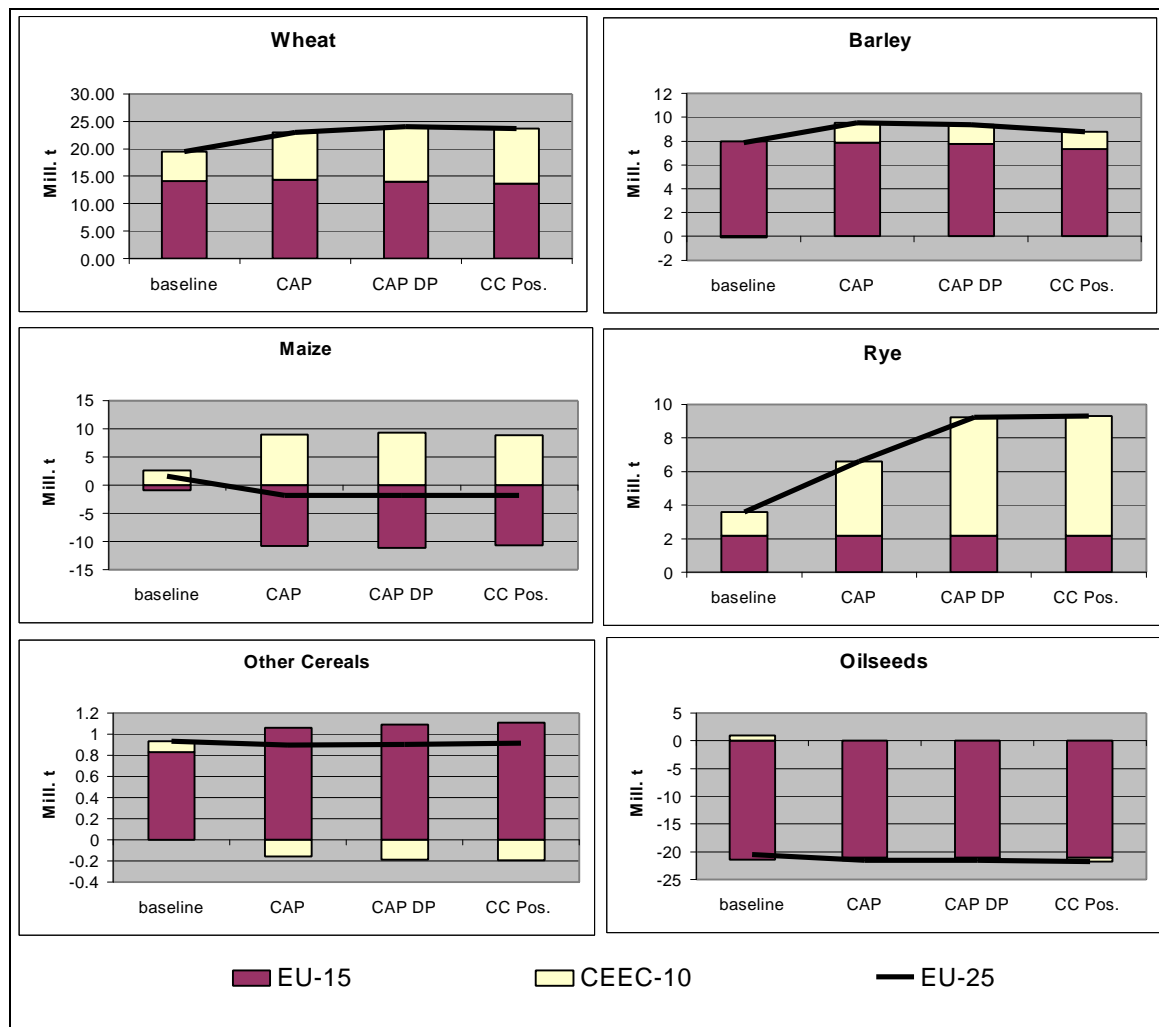 Wheat
30.00
25.00
20.00
15.00
10.00
5.00
0.00
Mill. t
baseline CAP CAP DP CC Pos.
Barley
12
10
8
6
4
2
0
-2
Mill. t
baseline CAP CAP DP CC Pos.
Maize
15
10
5
0
-5
-10
-15
Mill. t
baseline CAP CAP DP CC Pos.
Rye
10
8
6
4
2
0
Mill. t
baseline CAP CAP DP CC Pos.
Other Cereals
1.2
1
0.8
0.6
0.4
0.2
0
-0.2
-0.4
Mill. t
baseline CAP CAP DP CC Pos.
Oilseeds
5
0
-5
-10
-15
-20
-25
Mill. t
baseline CAP CAP DP CC Pos.
EU-15 CEEC-10 EU-25